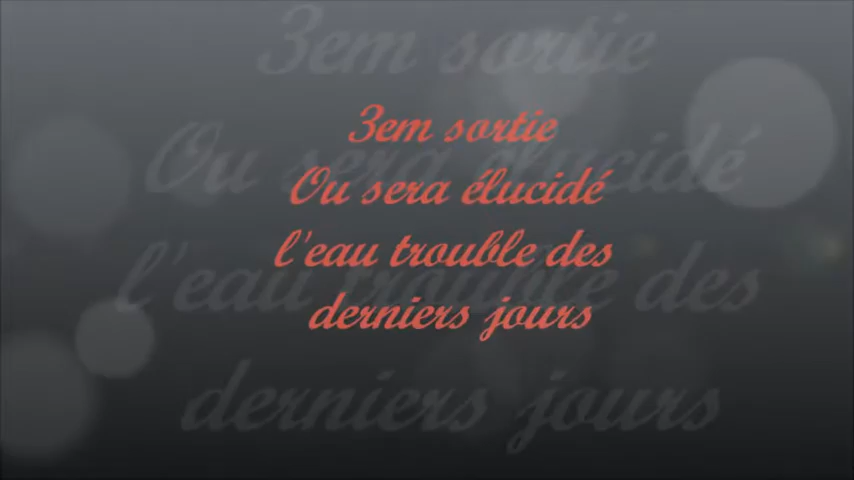 3em sortie
Ou sera élucidé
l'eau trouble des
derniers jours